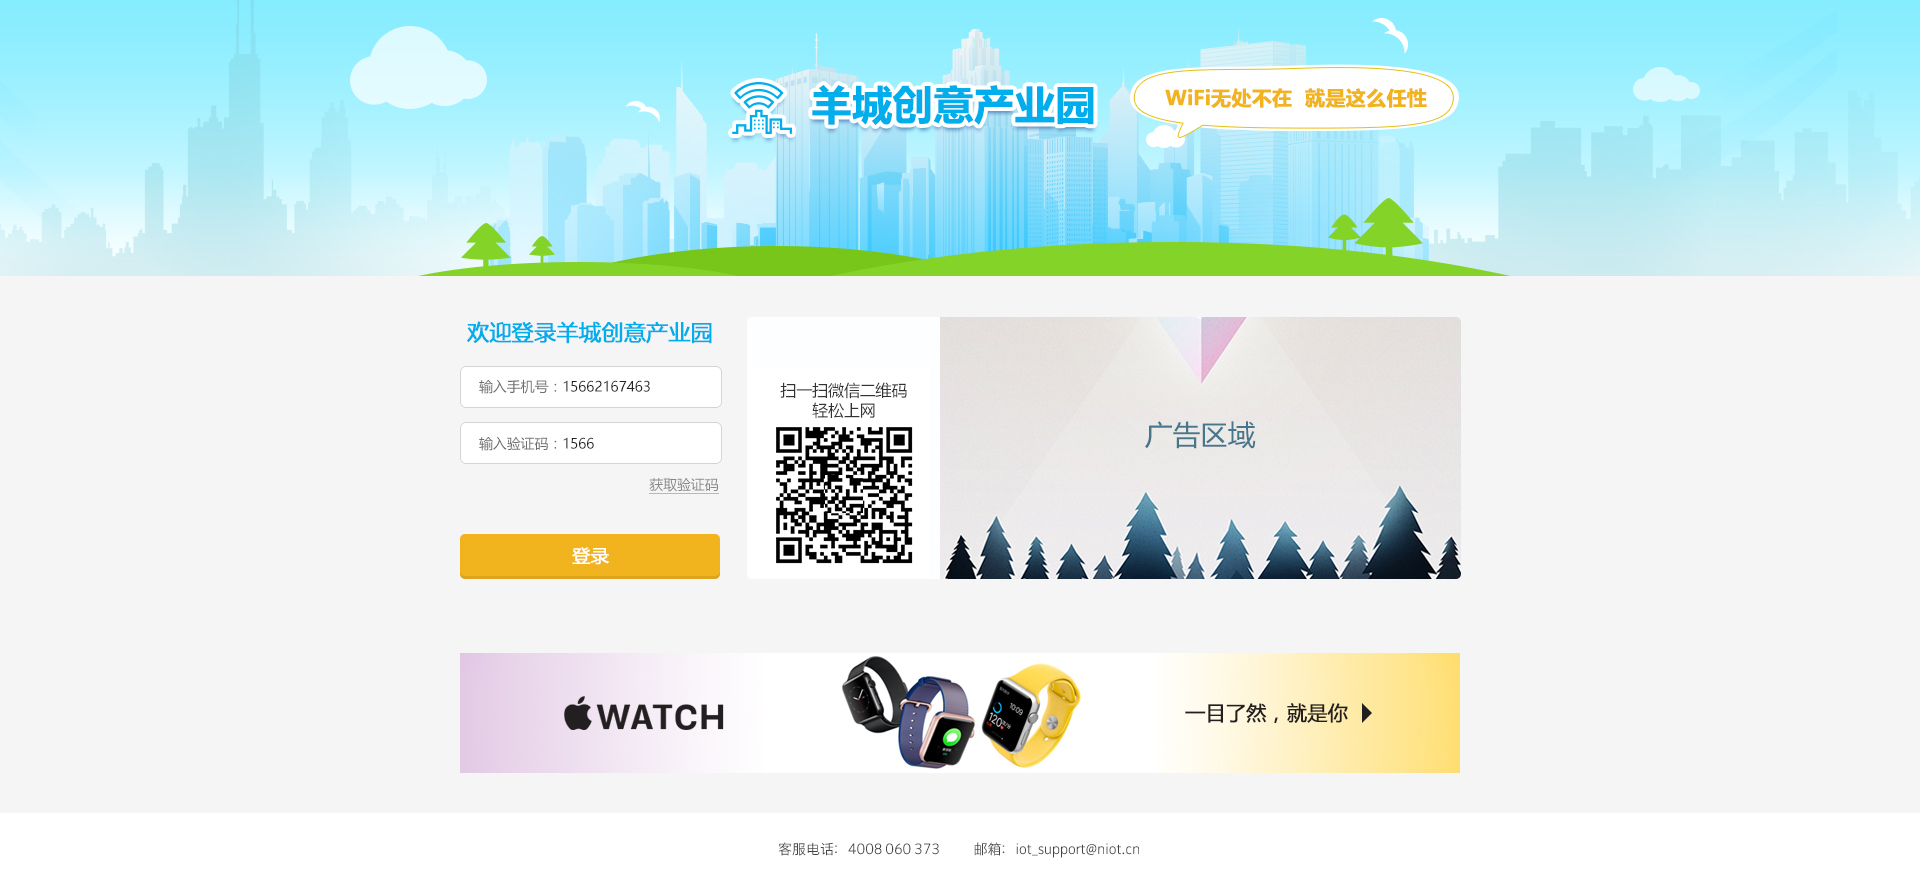 羊城创意产业园
WiFi无处不在 就是这么任性
欢迎登录羊城创意产业园
输入手机号：15662167463
输入验证码：1566
获取验证码
登录
扫一扫微信二维码
轻松上网
广告区域
WATCH
10:09
120
一目了然，就是你
客服电话: 4008 060 373 邮箱: iot_support@niot.cn